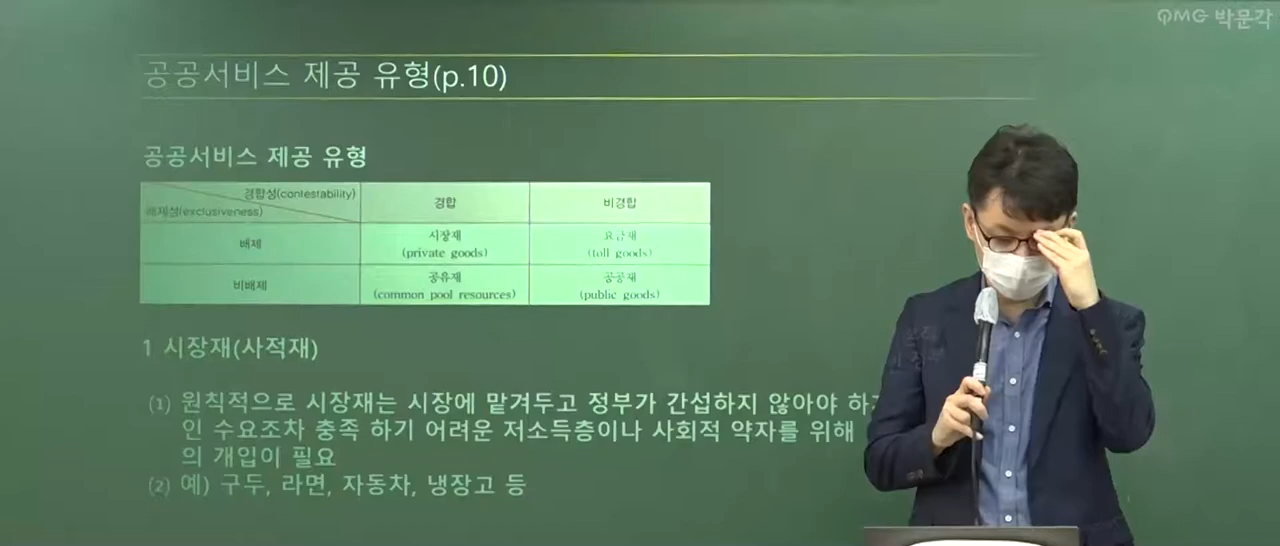 QMG 박문각
공공서비스 제공 유형(p.10)
공공서비스 제공 유형
경합성(contestability)
배제성(exclusiveness)
경합
비경합
배제
시장재
(private goods)
요금재
(toll goods)
비배제
공유재
(common pool resources)
공공재
(public goods)
1 시장재(사적재)
(1) 원칙적으로 시장재는 시장에 맡겨두고 정부가 간섭하지 않아야 하
인 수요조차 충족 하기 어려운 저소득층이나 사회적 약자를 위해
의 개입이 필요
(2) 예) 구두, 라면, 자동차, 냉장고 등